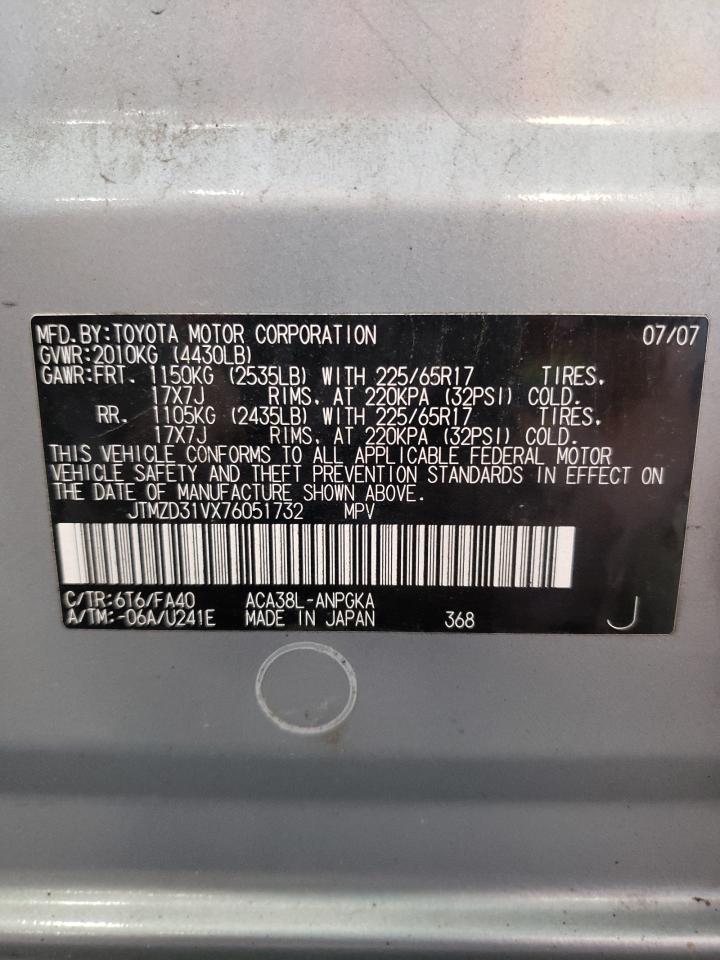 MFD.BY:TOYOTA MOTOR CORPORATION 07/07
GVWR:2010KG (4430LB)
GAWR:FRT. 1150KG (2535LB) WITH 225/65R17 TIRES,
17X7J RIMS, AT 220KPA (32PSI) COLD.
RR. 1105KG (2435LB) WITH 225/65R17 TIRES,
17X7J RIMS, AT 220KPA (32PSI) COLD.
THIS VEHICLE CONFORMS TO ALL APPLICABLE FEDERAL MOTOR
VEHICLE SAFETY AND THEFT PREVENTION STANDARDS IN EFFECT ON
THE DATE OF MANUFACTURE SHOWN ABOVE.
JTMZD31VX76051732 MPV
C/TR:6T6/FA40 ACA38L-ANPGKA
A/TM:-06A/U241E MADE IN JAPAN 368 J